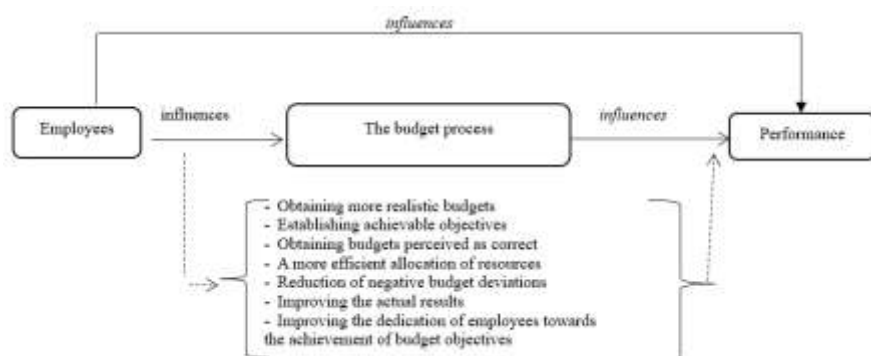 influences
Employees
influences
The budget process
influences
Performance
- Obtaining more realistic budgets
- Establishing achievable objectives
- Obtaining budgets perceived as correct
- A more efficient allocation of resources
- Reduction of negative budget deviations
- Improving the actual results
- Improving the dedication of employees towards
the achievement of budget objectives